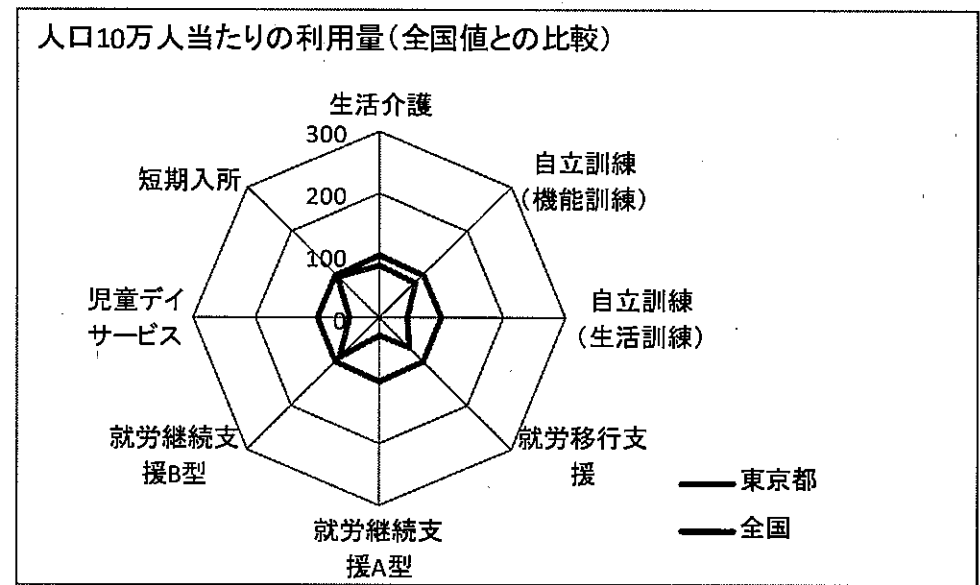 人口10万人当たりの利用量(全国値との比較)
生活介護
300
200
100
0
自立訓練
(機能訓練)
自立訓練
(生活訓練)
就労移行支
援
就労継続支
援A型
就労継続支
援B型
児童デイ
サービス
短期入所
東京都
全国